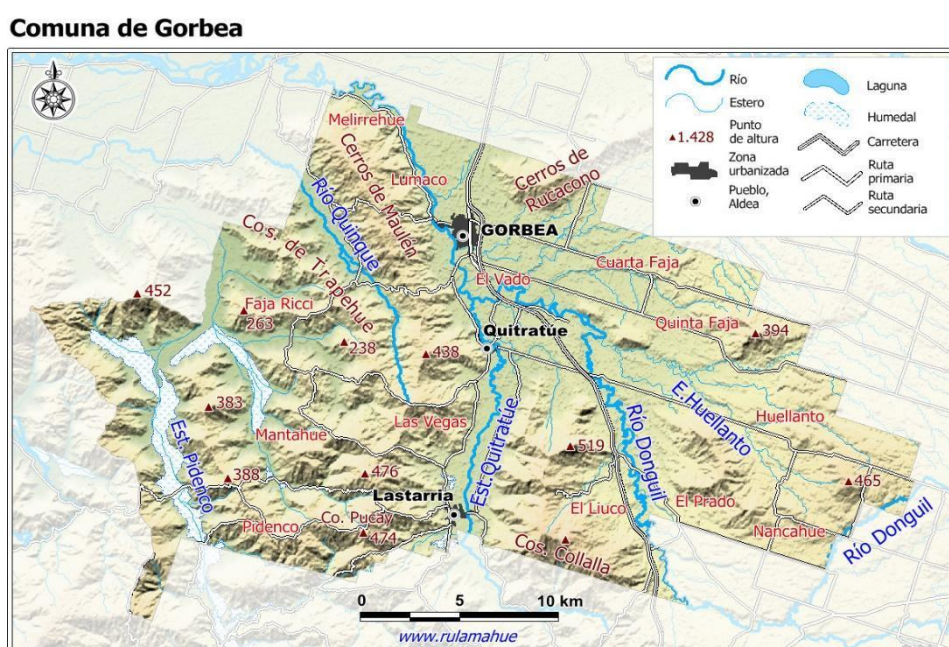 Comuna de Gorbea
Río
Estero
1.428
Punto
de altura
Zona
urbanizada
Pueblo,
Aldea
Laguna
Humedal
Carretera
Ruta
primaria
Ruta
secundaria
Melirrehue
Cerros de Maulén
Lumaco
Cerros de
Rucacono
Río Quinque
GORBEA
Cos. de Trapehue
El Vado
Cuarta Faja
452
Faja Ricci
263
Quinta Faja
394
Quitratúe
238
438
383
Las Vegas
E.Huellanto
Huellanto
Mantahue
Est. Pidenco
Est.Quitratúe
Río Donguil
519
388
476
465
Lastarria
El Prado
El Liuco
Pidenco
Co. Pucay
474
Nancahue
Río Donguil
Cos. Collalla
0 5 10 km
www.rulamahue